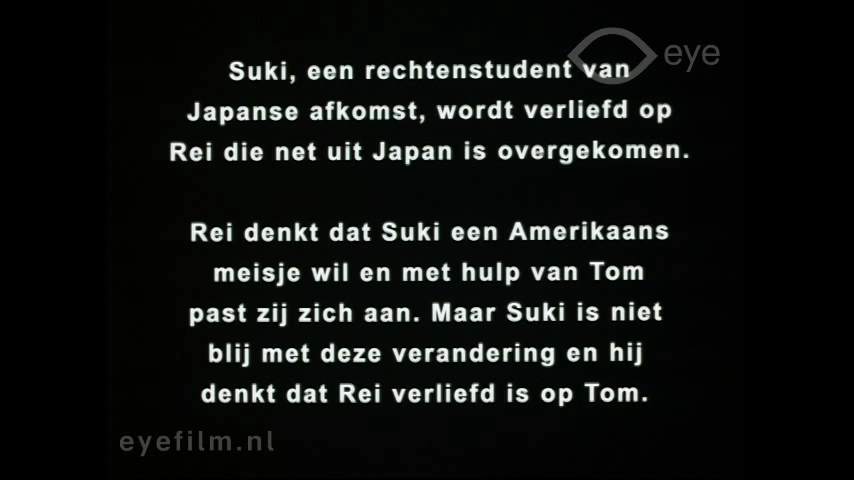 eye
Suki, een rechtenstudent van
Japanse afkomst, wordt verliefd op
Rei die net uit Japan is overgekomen.
Rei denkt dat Suki een Amerikaans
meisje wil en met hulp van Tom
past zij zich aan. Maar Suki is niet
blij met deze verandering en hij
denkt dat Rei verliefd is op Tom.
eyefilm.nl